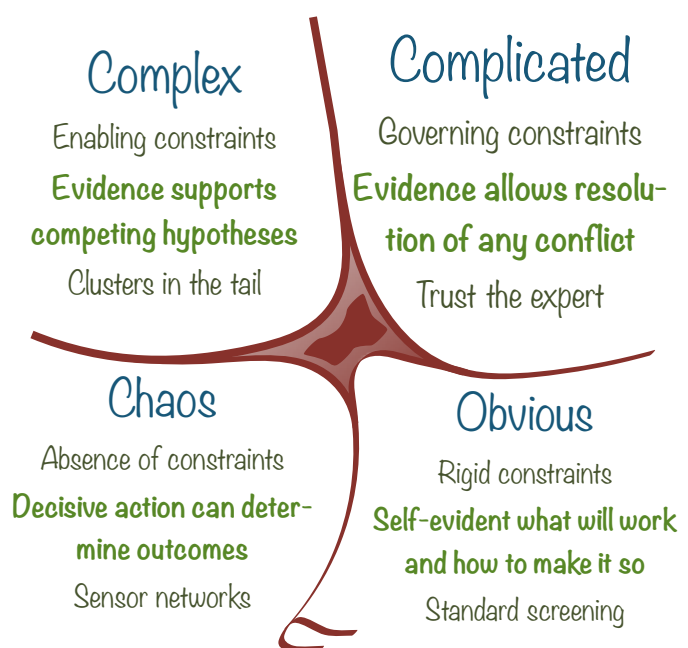 Complex
Enabling constraints
Evidence supports
competing hypotheses
Clusters in the tail
Complicated
Governing constraints
Evidence allows resolu-
tion of any conflict
Trust the expert
Chaos
Absence of constraints
Decisive action can deter-
mine outcomes
Sensor networks
Obvious
Rigid constraints
Self-evident what will work
and how to make it so
Standard screening